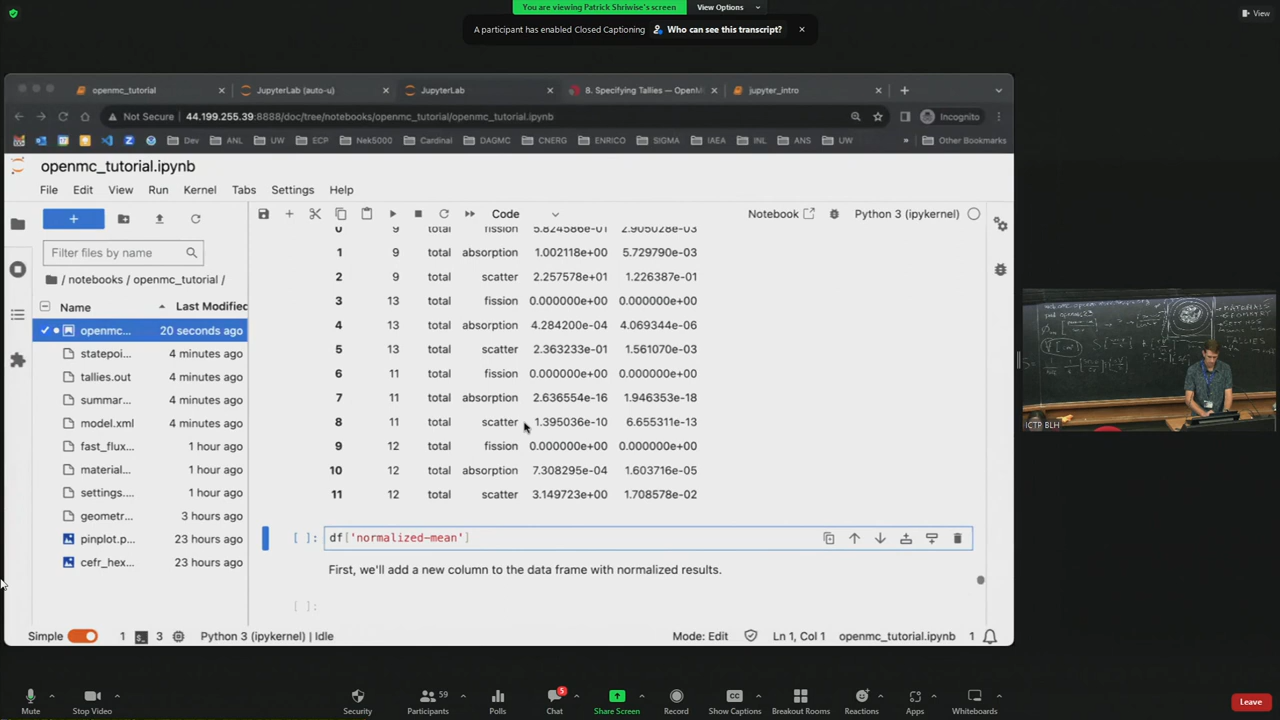 You are viewing Patrick Shriwise's screen
View Options
View
A participant has enabled Closed Captioning
Who can see this transcript?
openmc_tutorial
JupyterLab (auto-u)
JupyterLab
8. Specifying Tallies — OpenM
jupyter_intro
Not Secure
44.199.255.39:8888/doc/tree/notebooks/openmc_tutorial/openmc_tutorial.ipynb
Incognito
Dev ANL UW ECP Nek5000 Cardinal DAGMC CNERG ENRICO SIGMA IAEA INL ANS UW » Other Bookmarks
openmc_tutorial.ipynb
File Edit View Run Kernel Tabs Settings Help
Code
Notebook
Python 3 (ipykernel)
Filter files by name
/ notebooks / openmc_tutorial /
Name Last Modified
openmc... 20 seconds ago
statepoi... 4 minutes ago
tallies.out 4 minutes ago
summar... 4 minutes ago
model.xml 4 minutes ago
fast_flux... 1 hour ago
material... 1 hour ago
settings.... 1 hour ago
geometr... 3 hours ago
pinplot.p... 23 hours ago
cefr_hex... 23 hours ago
0 9 total fission 5.824586e-01 2.905028e-03
1 9 total absorption 1.002118e+00 5.729790e-03
2 9 total scatter 2.257578e+01 1.226387e-01
3 13 total fission 0.000000e+00 0.000000e+00
4 13 total absorption 4.284200e-04 4.069344e-06
5 13 total scatter 2.363233e-01 1.561070e-03
6 11 total fission 0.000000e+00 0.000000e+00
7 11 total absorption 2.636554e-16 1.946353e-18
8 11 total scatter 1.395036e-10 6.655311e-13
9 12 total fission 0.000000e+00 0.000000e+00
10 12 total absorption 7.308295e-04 1.603716e-05
11 12 total scatter 3.149723e+00 1.708578e-02
[ ]: df['normalized-mean']
First, we'll add a new column to the data frame with normalized results.
[ ]:
Simple 1 3 Python 3 (ipykernel) | Idle
Mode: Edit
Ln 1, Col 1
openmc_tutorial.ipynb
1
ICTP BLH
Mute
Stop Video
Security
Participants 59
Polls
Chat 5
Share Screen
Record
Show Captions
Breakout Rooms
Reactions
Apps
Whiteboards
Leave